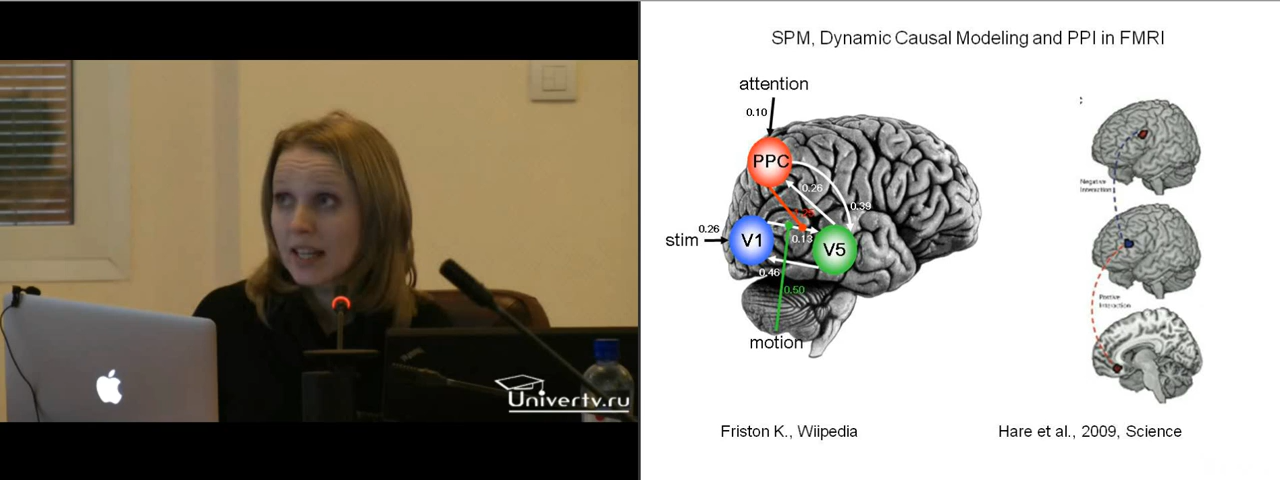 Univertv.ru
SPM, Dynamic Causal Modeling and PPI in FMRI
attention
0.10
PPC
0.26
0.39
stim
0.26
V1
0.13
V5
0.46
0.50
motion
Negative
Interaction
Positive
Interaction
Friston K., Wiipedia
Hare et al., 2009, Science